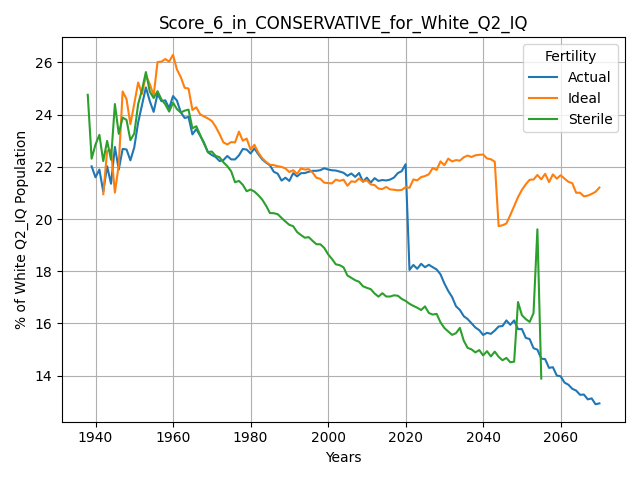 Score_6_in_CONSERVATIVE_for_White_Q2_IQ
Fertility
Actual
Ideal
Sterile
% of White Q2_IQ Population
26
24
22
20
18
16
14
1940 1960 1980 2000 2020 2040 2060
Years